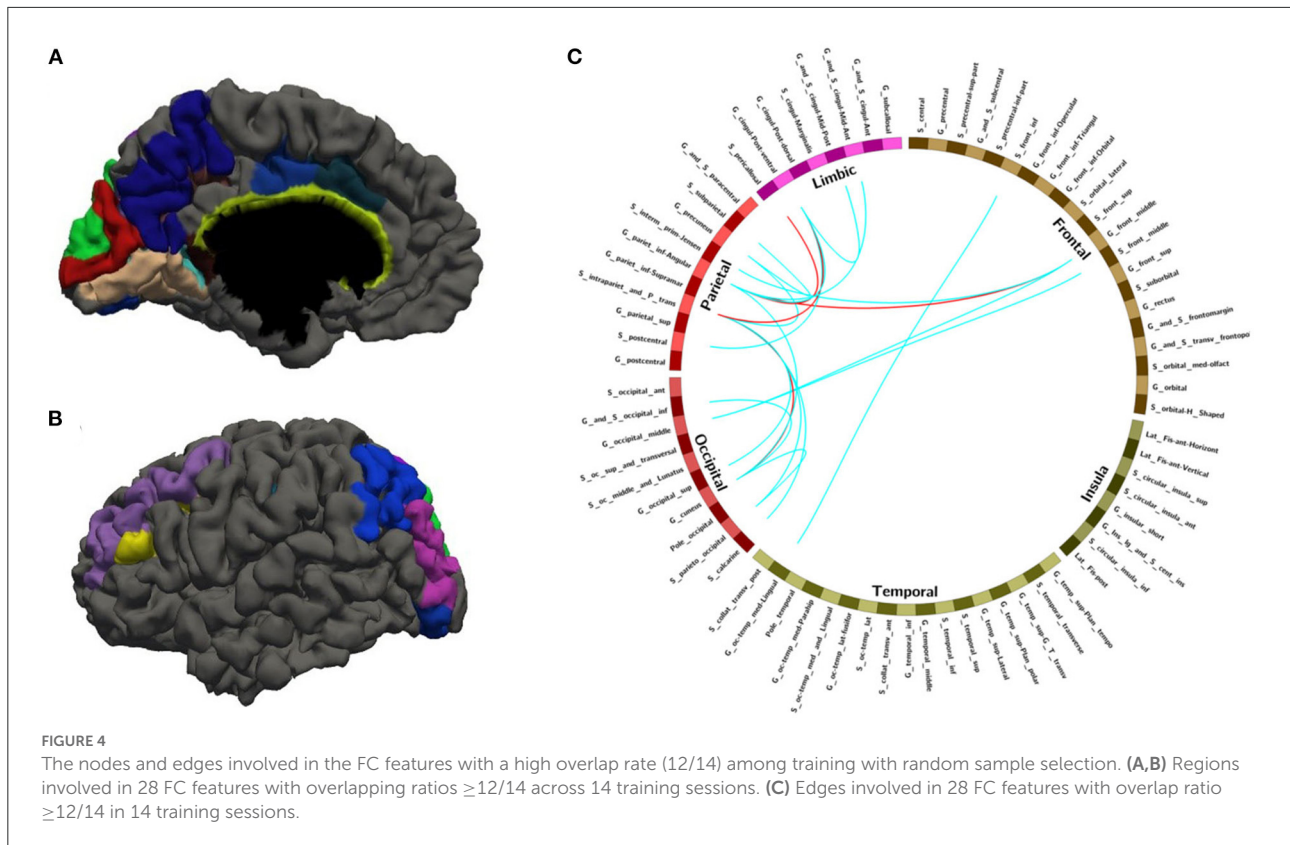 A
B
C
G_subcallosal
G_and_S_cingul-Ant
G_and_S_cingul-Mid-Ant
G_and_S_cingul-Mid-Post
S_cingul-Marginalis
G_cingul-Post-dorsal
G_cingul-Post-ventral
S_pericallosal
Limbic
S_central
G_precentral
S_precentral-sup-part
G_and_S_subcentral
S_precentral-inf-part
S_front_inf
G_front_inf-Opercular
G_front_inf-Triangul
G_front_inf-Orbital
S_orbital_lateral
S_front_sup
G_front_middle
S_front_middle
G_front_sup
S_suborbital
G_rectus
G_and_S_frontomargin
G_and_S_transv_frontopo
S_orbital_med-olfact
G_orbital
S_orbital-H_Shaped
Frontal
Lat_Fis-ant-Horizont
Lat_Fis-ant-Vertical
S_circular_insula_sup
S_circular_insula_ant
G_insular_short
G_Ins_lg_and_S_cent_ins
S_circular_insula_inf
Lat_Fis-post
Insula
G_temp_sup-Plan_tempo
S_temporal_transverse
G_temp_sup-G_T_transv
G_temp_sup-Plan_polar
G_temp_sup-Lateral
S_temporal_sup
S_temporal_inf
G_temporal_middle
G_temporal_inf
S_collat_transv_ant
S_oc-temp_lat
G_oc-temp_lat-fusifor
S_oc-temp_med_and_Lingual
G_oc-temp_med-Parahip
Pole_temporal
G_oc-temp_med-Lingual
S_collat_transv_post
Temporal
S_calcarine
S_parieto_occipital
Pole_occipital
G_cuneus
G_occipital_sup
S_oc_middle_and_Lunatus
S_oc_sup_and_transversal
G_occipital_middle
G_and_S_occipital_inf
S_occipital_ant
Occipital
G_postcentral
S_postcentral
G_parietal_sup
S_intrapariet_and_P_trans
G_pariet_inf-Supramar
G_pariet_inf-Angular
S_interm_prim-Jensen
G_precuneus
S_subparietal
G_and_S_paracentral
Parietal
FIGURE 4
The nodes and edges involved in the FC features with a high overlap rate (12/14) among training with random sample selection. (A,B) Regions
involved in 28 FC features with overlapping ratios ≥12/14 across 14 training sessions. (C) Edges involved in 28 FC features with overlap ratio
≥12/14 in 14 training sessions.